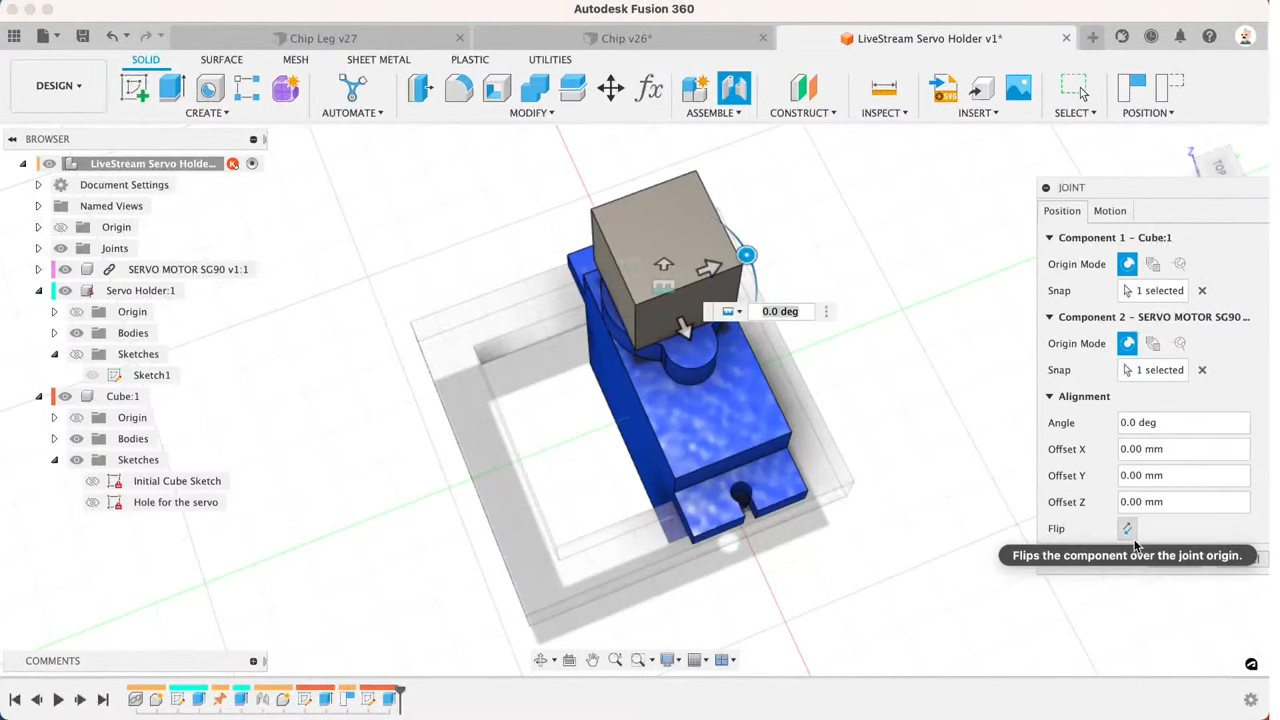 Autodesk Fusion 360
Chip Leg v27
Chip v26*
LiveStream Servo Holder v1*
SOLID
SURFACE
MESH
SHEET METAL
PLASTIC
UTILITIES
DESIGN
fx
CREATE
AUTOMATE
MODIFY
ASSEMBLE
CONSTRUCT
INSPECT
INSERT
SELECT
POSITION
BROWSER
LiveStream Servo Holde...
K
Document Settings
Named Views
Origin
Joints
SERVO MOTOR SG90 v1:1
Servo Holder:1
Origin
Bodies
Sketches
Sketch1
Cube:1
Origin
Bodies
Sketches
Initial Cube Sketch
Hole for the servo
Z
TOP
0.0 deg
JOINT
Position
Motion
Component 1 - Cube:1
Origin Mode
Snap
1 selected
Component 2 - SERVO MOTOR SG90 ...
Origin Mode
Snap
1 selected
Alignment
Angle
0.0 deg
Offset X
0.00 mm
Offset Y
0.00 mm
Offset Z
0.00 mm
Flip
Flips the component over the joint origin.
COMMENTS